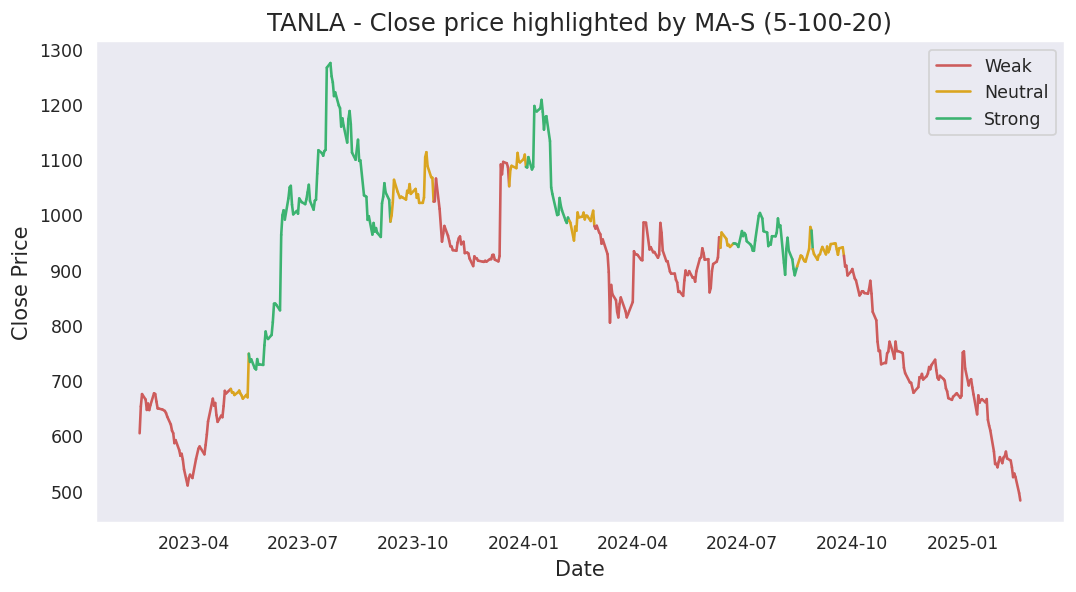 TANLA - Close price highlighted by MA-S (5-100-20)
1300
1200
1100
1000
900
800
700
600
500
Close Price
Weak
Neutral
Strong
2023-04 2023-07 2023-10 2024-01 2024-04 2024-07 2024-10 2025-01
Date